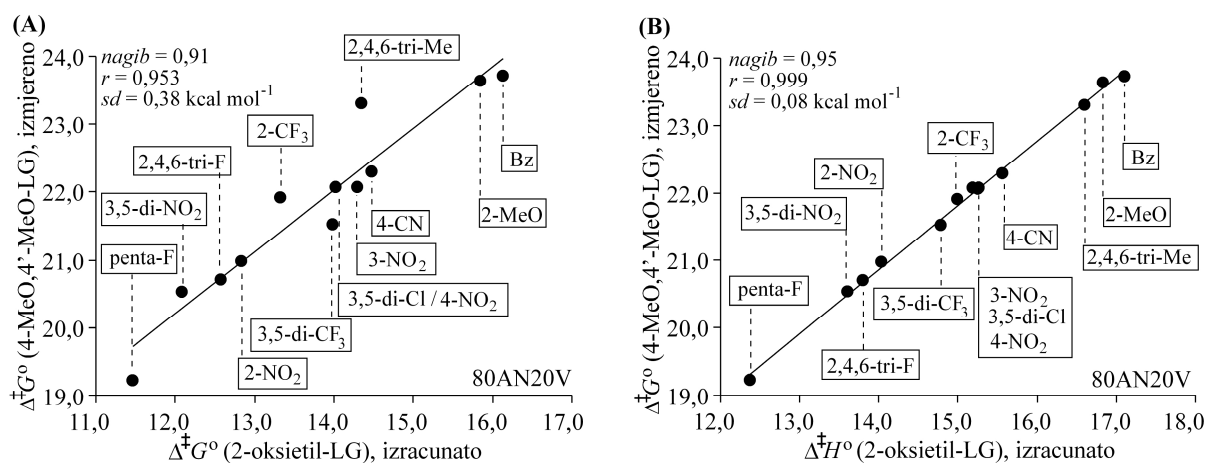 (A)
Δ‡G° (4-MeO,4'-MeO-LG), izmjereno
24,0
23,0
22,0
21,0
20,0
19,0
nagib = 0,91
r = 0,953
sd = 0,38 kcal mol⁻¹
2,4,6-tri-Me
2-CF₃
2,4,6-tri-F
Bz
3,5-di-NO₂
2-MeO
4-CN
penta-F
3-NO₂
3,5-di-Cl / 4-NO₂
3,5-di-CF₃
2-NO₂
80AN20V
11,0 12,0 13,0 14,0 15,0 16,0 17,0
Δ‡G° (2-oksietil-LG), izracunato
(B)
Δ‡G° (4-MeO,4'-MeO-LG), izmjereno
24,0
23,0
22,0
21,0
20,0
19,0
nagib = 0,95
r = 0,999
sd = 0,08 kcal mol⁻¹
2-CF₃
Bz
2-NO₂
2-MeO
3,5-di-NO₂
4-CN
2,4,6-tri-Me
penta-F
3,5-di-CF₃
3-NO₂
3,5-di-Cl
4-NO₂
2,4,6-tri-F
80AN20V
12,0 13,0 14,0 15,0 16,0 17,0 18,0
Δ‡H° (2-oksietil-LG), izracunato